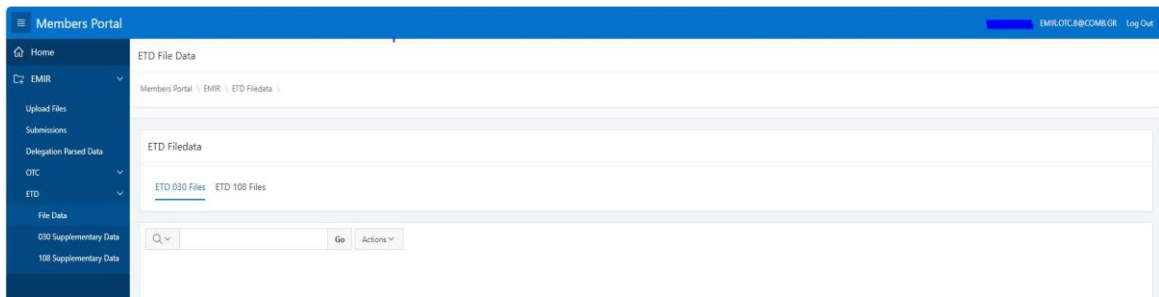 Members Portal
EMIR.OTC.B@COMB.GR Log Out
Home
EMIR
Upload Files
Submissions
Delegation Parsed Data
OTC
ETD
File Data
030 Supplementary Data
108 Supplementary Data
ETD File Data
Members Portal \ EMIR \ ETD Filedata \
ETD Filedata
ETD 030 Files ETD 108 Files
Go Actions